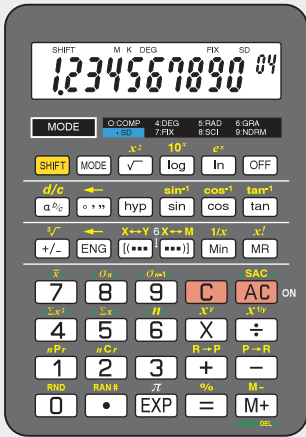 SHIFT M K DEG FIX SD
1.234567890 04
MODE 0:COMP 4:DEG 5:RAD 6:GRA
·SD 7:FIX 8:SCI 9:NDRM
x² 10ˣ eˣ
SHIFT MODE √ log ln OFF
d/c ← sin⁻¹ cos⁻¹ tan⁻¹
a b/c ° ’ ” hyp sin cos tan
³√ ← X↔Y 6 X↔M 1/x x!
+/− ENG [(••• •••)] Min MR
x̄ σn σn-1 SAC
7 8 9 C AC ON
Σx² Σx n xʸ x¹/ʸ
4 5 6 X ÷
nPr nCr R→P P→R
1 2 3 + −
RND RAN# π % M−
0 • EXP = M+
DEL